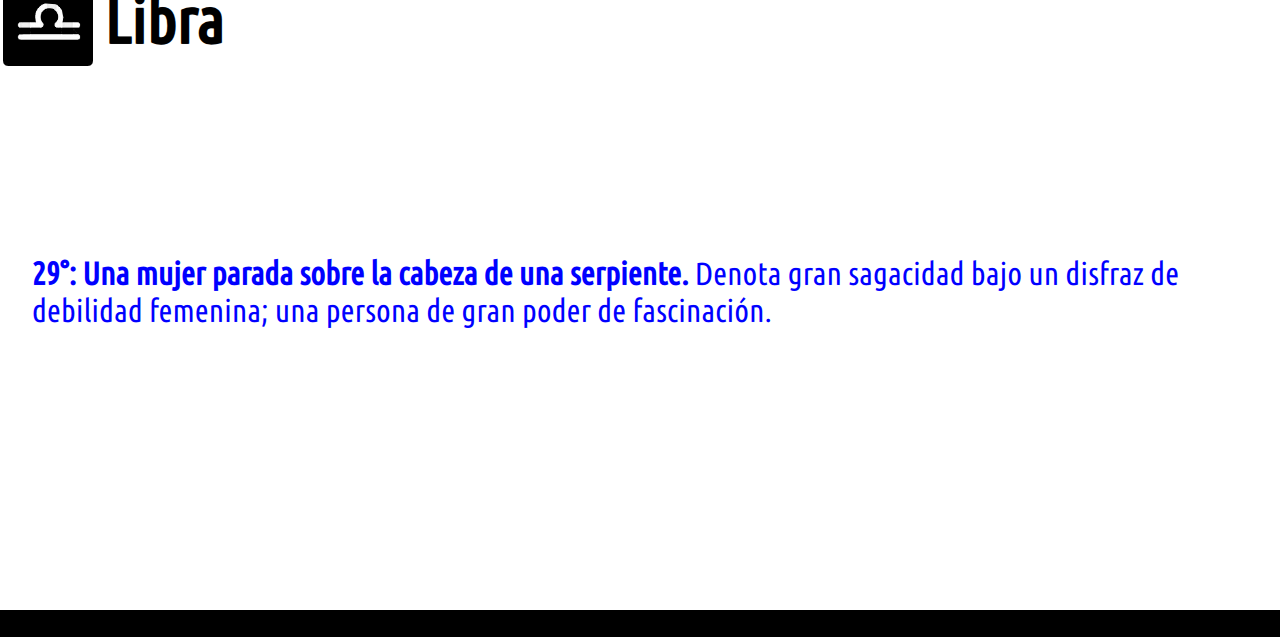 Libra
29°: Una mujer parada sobre la cabeza de una serpiente. Denota gran sagacidad bajo un disfraz de
debilidad femenina; una persona de gran poder de fascinación.